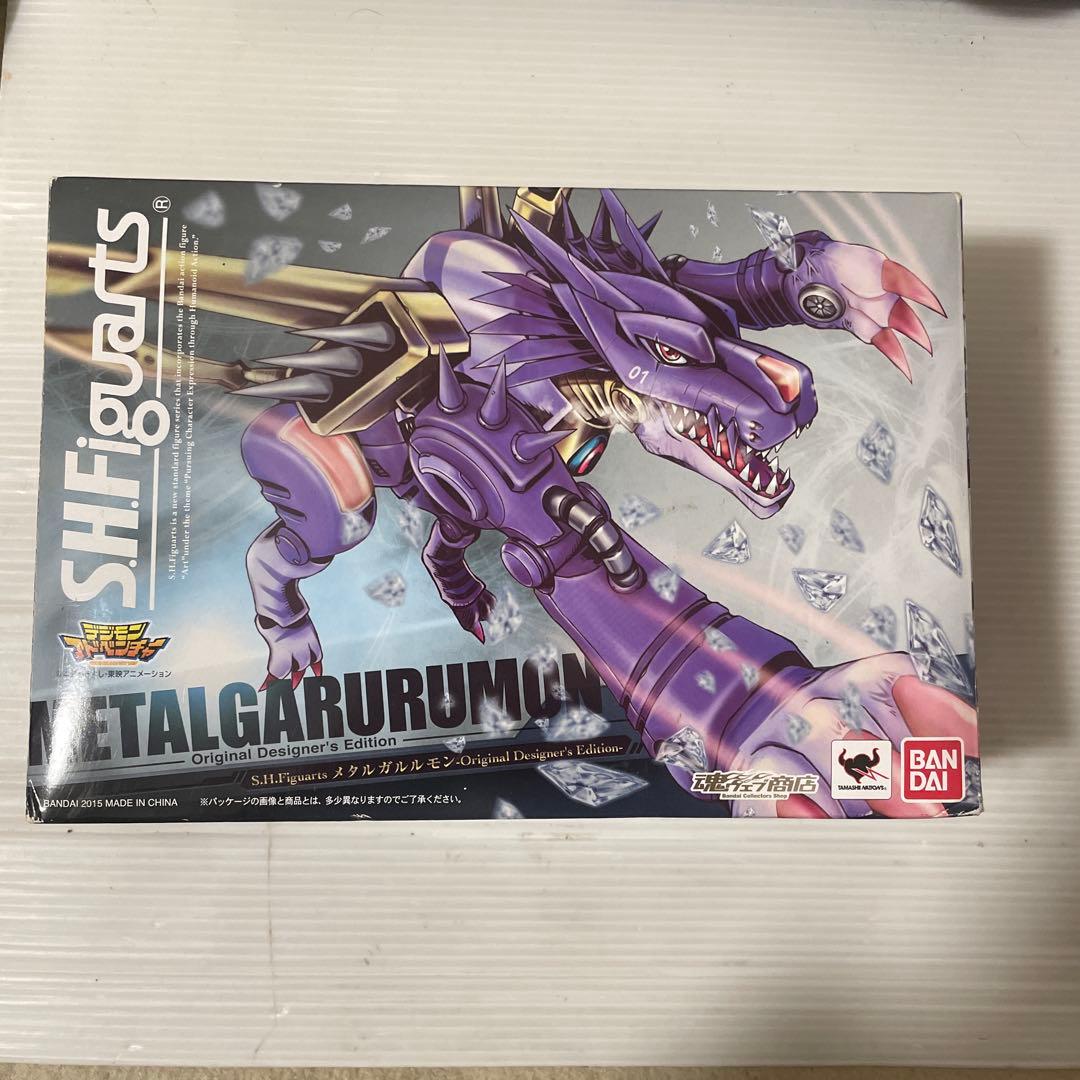 S.H.Figuarts®
S.H.Figuarts is a new standard figure series that incorporates the Bandai action figure
"Art"under the theme "Pursuing Character Expression through Humanoid Action."
01
デジモン
アドベンチャー
・東映アニメーション
METALGARURUMON
Original Designer's Edition
S.H.Figuarts メタルガルルモン-Original Designer's Edition-
BANDAI 2015 MADE IN CHINA
※パッケージの画像と商品とは、多少異なりますのでご了承ください。
魂ウェブ商店
Bandai Collectors Shop
TAMASHII NATIONS
BAN
DAI